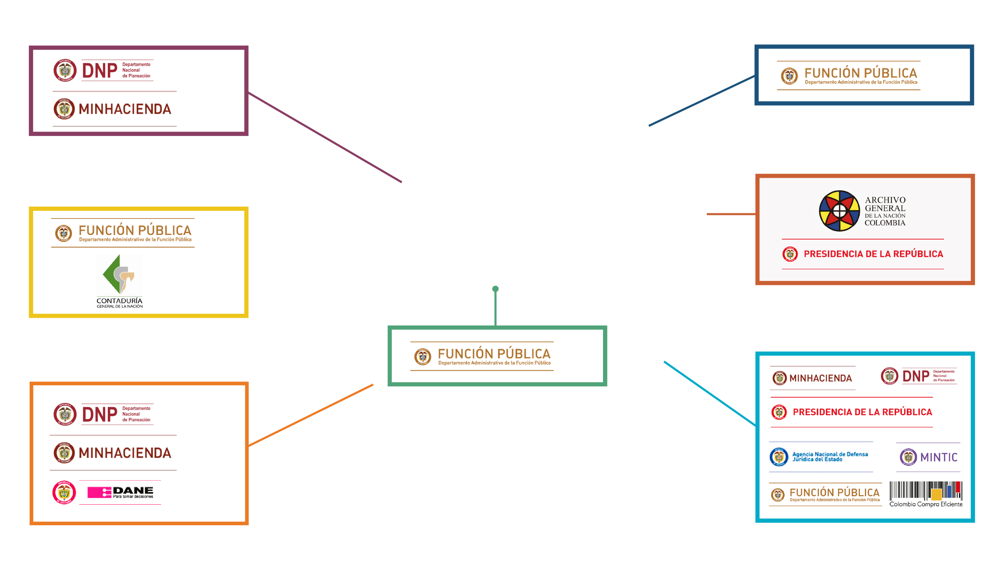 DNP
Departamento
Nacional
de Planeación
MINHACIENDA
FUNCIÓN PÚBLICA
Departamento Administrativo de la Función Pública
CONTADURÍA
GENERAL DE LA NACIÓN
DNP
Departamento
Nacional
de Planeación
MINHACIENDA
DANE
Para tomar decisiones
FUNCIÓN PÚBLICA
Departamento Administrativo de la Función Pública
FUNCIÓN PÚBLICA
Departamento Administrativo de la Función Pública
ARCHIVO
GENERAL
DE LA NACIÓN
COLOMBIA
PRESIDENCIA DE LA REPÚBLICA
MINHACIENDA
DNP
Departamento
Nacional
de Planeación
PRESIDENCIA DE LA REPÚBLICA
Agencia Nacional de Defensa
Jurídica del Estado
MINTIC
FUNCIÓN PÚBLICA
Departamento Administrativo de la Función Pública
Colombia Compra Eficiente